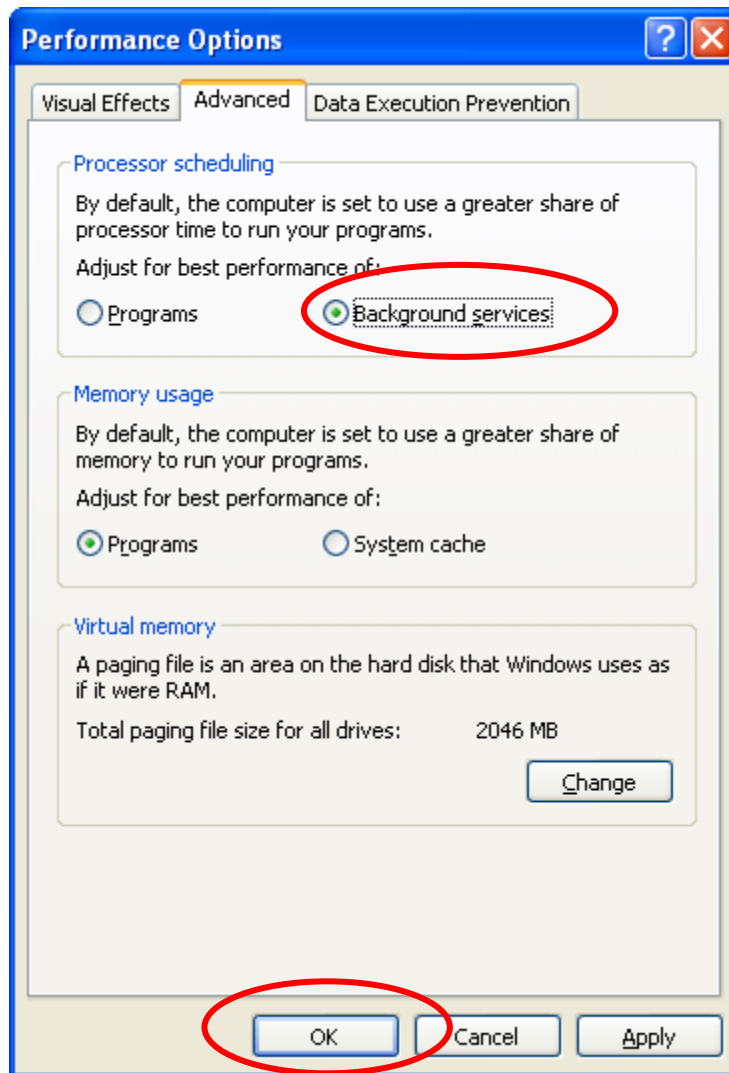 Performance Options
Visual Effects
Advanced
Data Execution Prevention
Processor scheduling
By default, the computer is set to use a greater share of
processor time to run your programs.
Adjust for best performance of:
Programs
Background services
Memory usage
By default, the computer is set to use a greater share of
memory to run your programs.
Adjust for best performance of:
Programs
System cache
Virtual memory
A paging file is an area on the hard disk that Windows uses as
if it were RAM.
Total paging file size for all drives: 2046 MB
Change
OK
Cancel
Apply